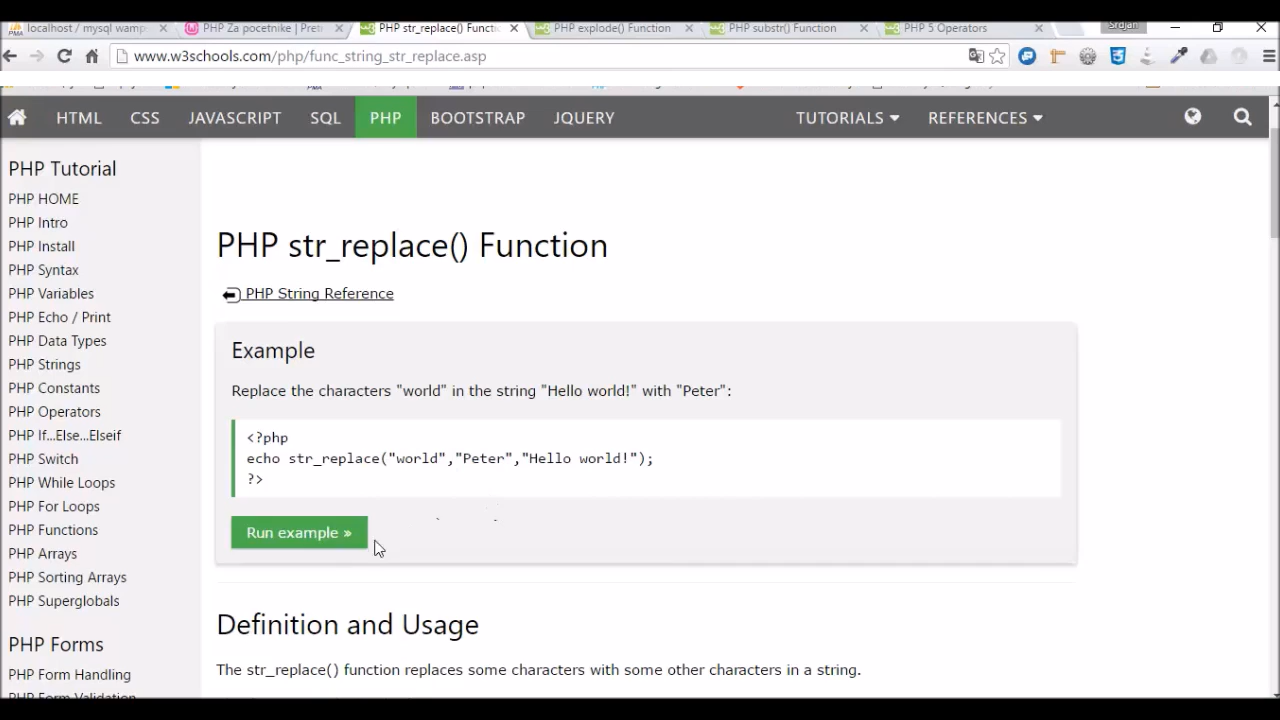 localhost / mysql wamp
PHP Za pocetnike | Preti
PHP str_replace() Functio
PHP explode() Function
PHP substr() Function
PHP 5 Operators
Srdjan
www.w3schools.com/php/func_string_str_replace.asp
HTML CSS JAVASCRIPT SQL PHP BOOTSTRAP JQUERY TUTORIALS REFERENCES
PHP Tutorial
PHP HOME
PHP Intro
PHP Install
PHP Syntax
PHP Variables
PHP Echo / Print
PHP Data Types
PHP Strings
PHP Constants
PHP Operators
PHP If...Else...Elseif
PHP Switch
PHP While Loops
PHP For Loops
PHP Functions
PHP Arrays
PHP Sorting Arrays
PHP Superglobals
PHP Forms
PHP Form Handling
PHP Form Validation
PHP str_replace() Function
PHP String Reference
Example
Replace the characters "world" in the string "Hello world!" with "Peter":
<?php
echo str_replace("world","Peter","Hello world!");
?>
Run example »
Definition and Usage
The str_replace() function replaces some characters with some other characters in a string.